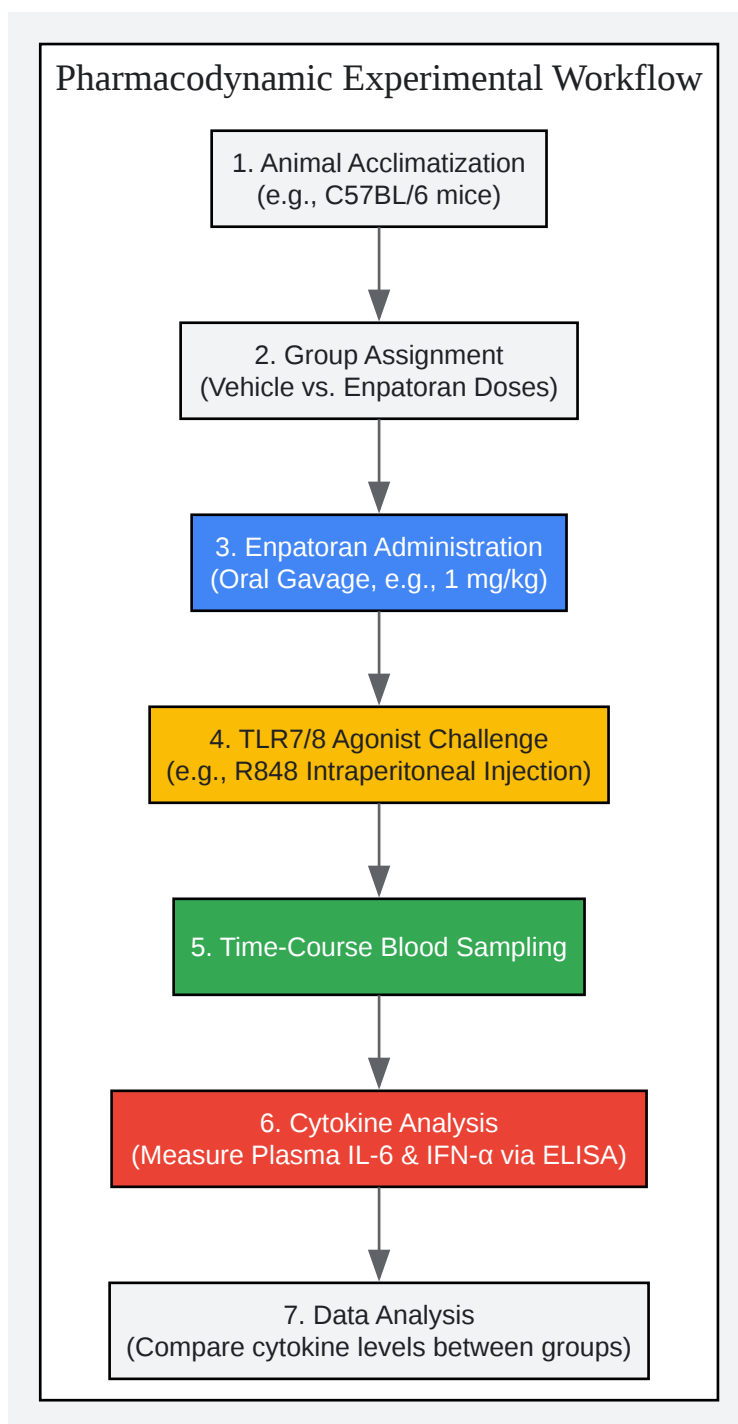 Pharmacodynamic Experimental Workflow
1. Animal Acclimatization
(e.g., C57BL/6 mice)
2. Group Assignment
(Vehicle vs. Enpatoran Doses)
3. Enpatoran Administration
(Oral Gavage, e.g., 1 mg/kg)
4. TLR7/8 Agonist Challenge
(e.g., R848 Intraperitoneal Injection)
5. Time-Course Blood Sampling
6. Cytokine Analysis
(Measure Plasma IL-6 & IFN-α via ELISA)
7. Data Analysis
(Compare cytokine levels between groups)